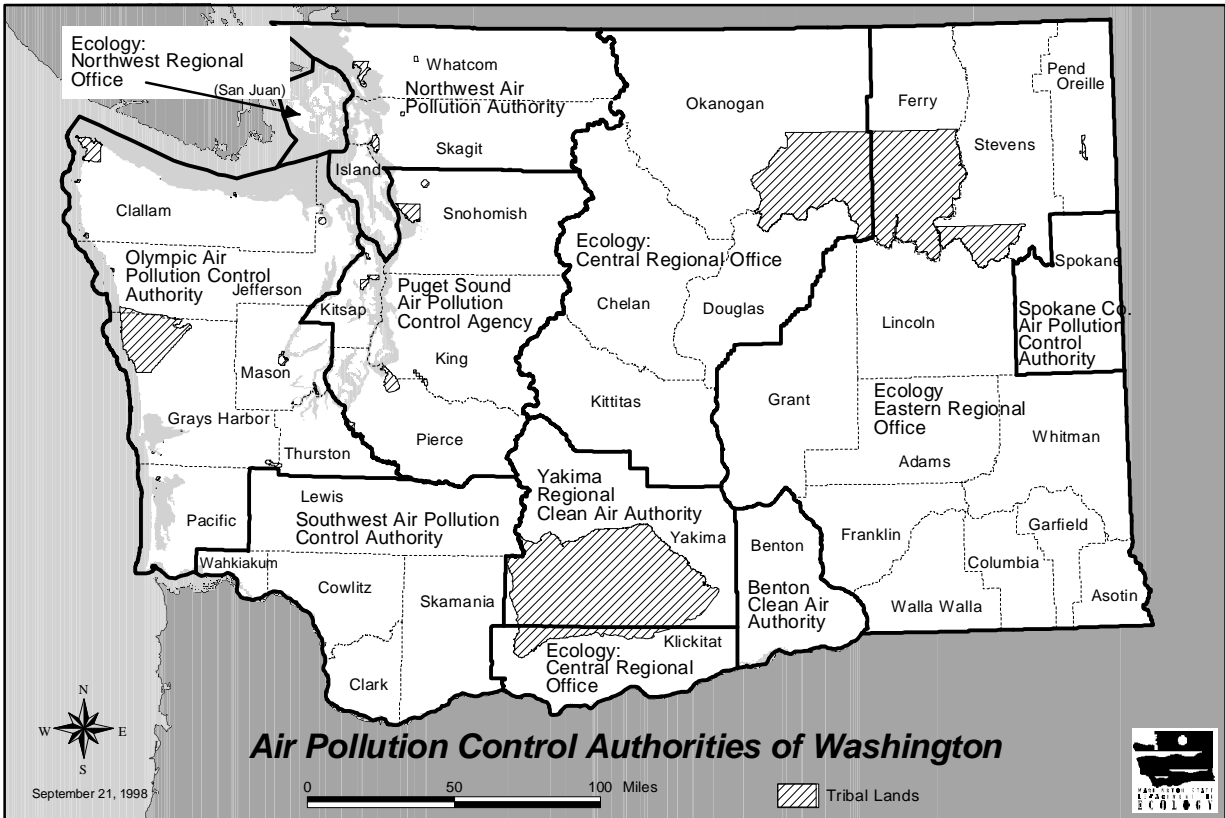 Ecology:
Northwest Regional
Office
(San Juan)
Whatcom
Northwest Air
Pollution Authority
Skagit
Island
Okanogan
Ferry
Pend
Oreille
Stevens
Clallam
Snohomish
Olympic Air
Pollution Control
Authority
Jefferson
Ecology:
Central Regional Office
Spokane
Kitsap
Puget Sound
Air Pollution
Control Agency
King
Chelan
Douglas
Lincoln
Spokane Co.
Air Pollution
Control
Authority
Mason
Grays Harbor
Kittitas
Grant
Ecology
Eastern Regional
Office
Whitman
Thurston
Pierce
Adams
Lewis
Southwest Air Pollution
Control Authority
Yakima
Regional
Clean Air Authority
Yakima
Pacific
Wahkiakum
Cowlitz
Skamania
Benton
Benton
Clean Air
Authority
Franklin
Garfield
Columbia
Walla Walla
Asotin
Klickitat
Ecology:
Central Regional
Office
Clark
N
W E
S
September 21, 1998
Air Pollution Control Authorities of Washington
0 50 100 Miles
Tribal Lands
ECOLOGY